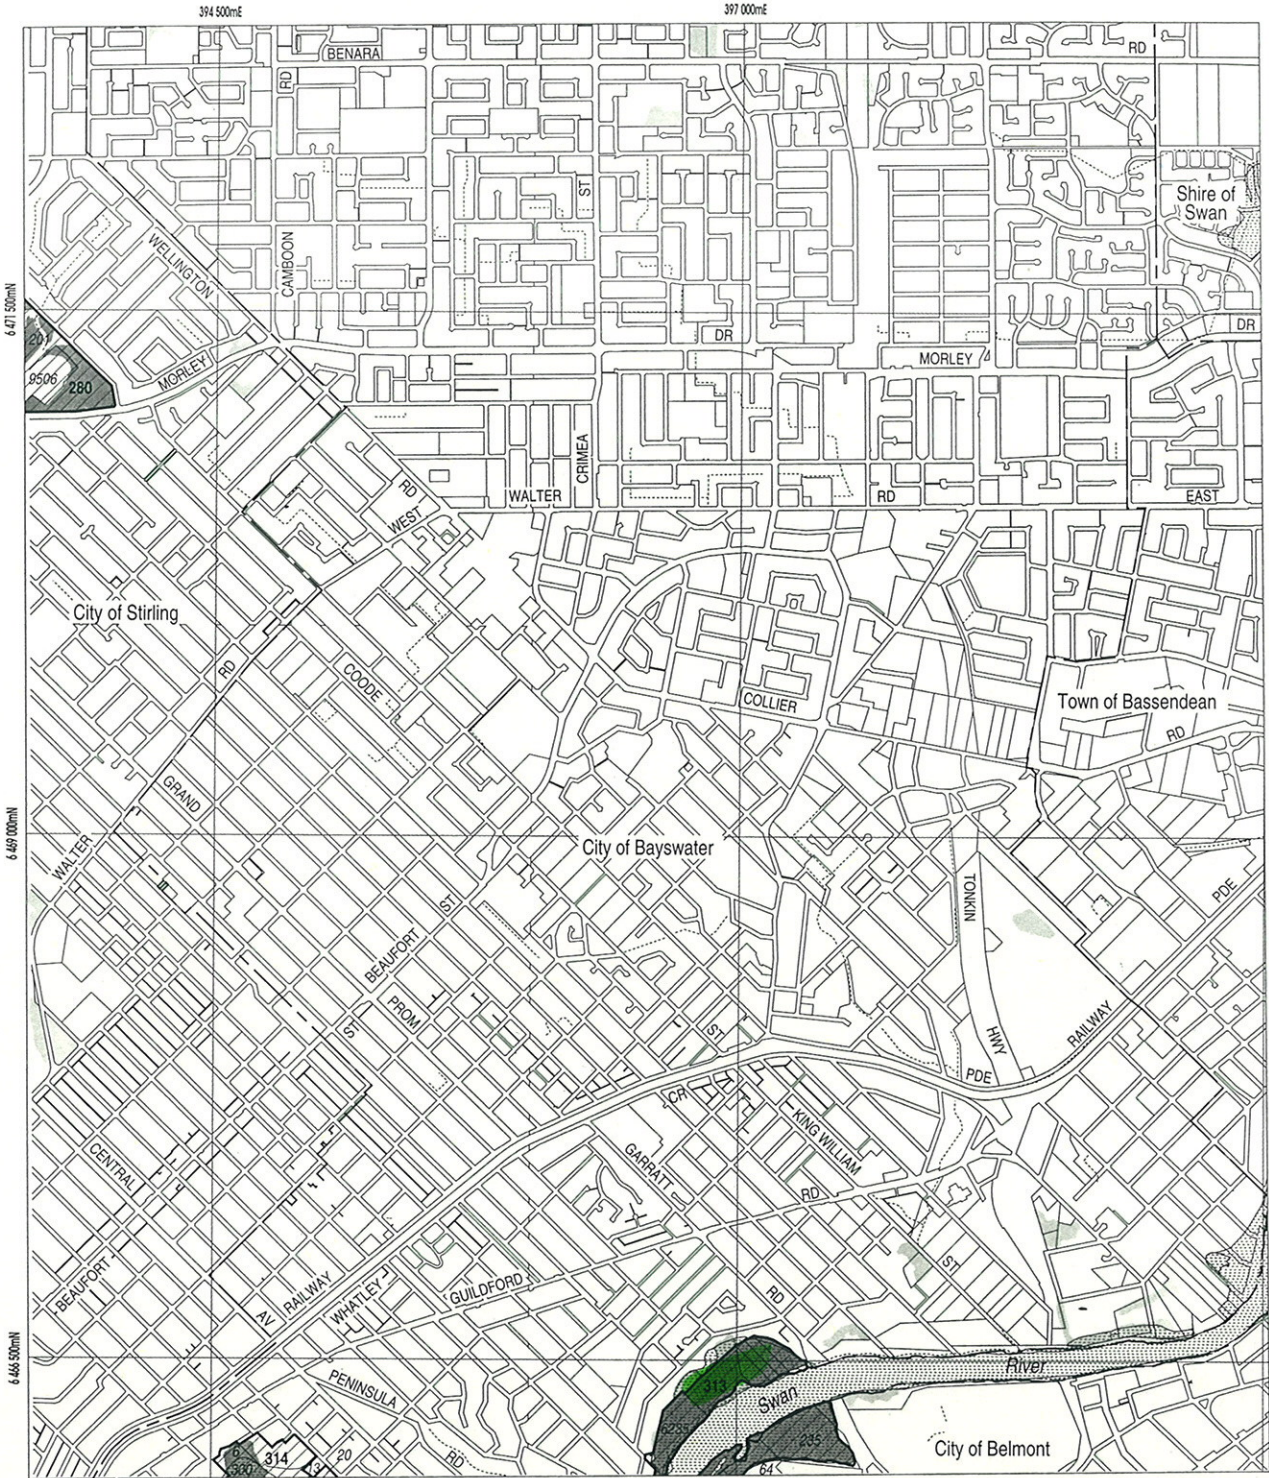 394 500mE
397 000mE
BENARA
RD
RD
ST
Shire of
Swan
WELLINGTON
CAMBOON
6 471 500mN
201
DR
DR
9506
280
MORLEY
MORLEY
CRIMEA
RD
WEST
WALTER
RD
EAST
City of Stirling
RD
COODE
COLLIER
Town of Bassendean
RD
GRAND
6 469 000mN
City of Bayswater
WALTER
TONKIN
PDE
ST
BEAUFORT
PROM
ST
ST
HWY
RAILWAY
PDE
CR
KING WILLIAM
CENTRAL
GARRATT
RD
BEAUFORT
AV
RAILWAY
WHATLEY
GUILDFORD
RD
ST
6 466 500mN
River
PENINSULA
313
Swan
RD
235
City of Belmont
6
300
314
13
20
64